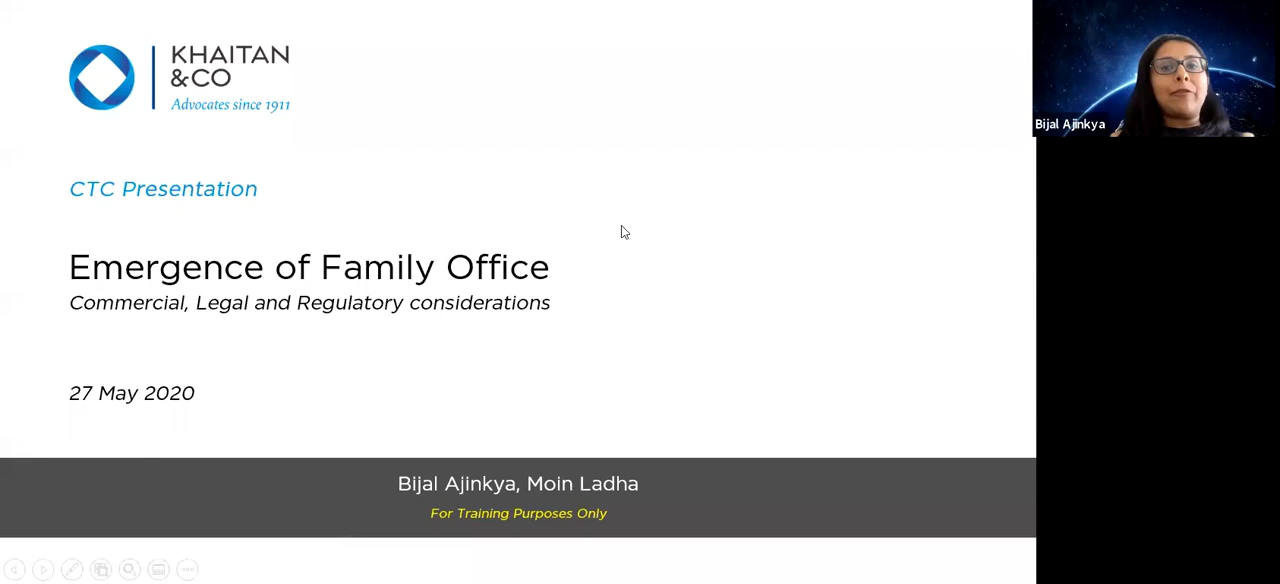 KHAITAN
&CO
Advocates since 1911
Bijal Ajinkya
CTC Presentation
Emergence of Family Office
Commercial, Legal and Regulatory considerations
27 May 2020
Bijal Ajinkya, Moin Ladha
For Training Purposes Only